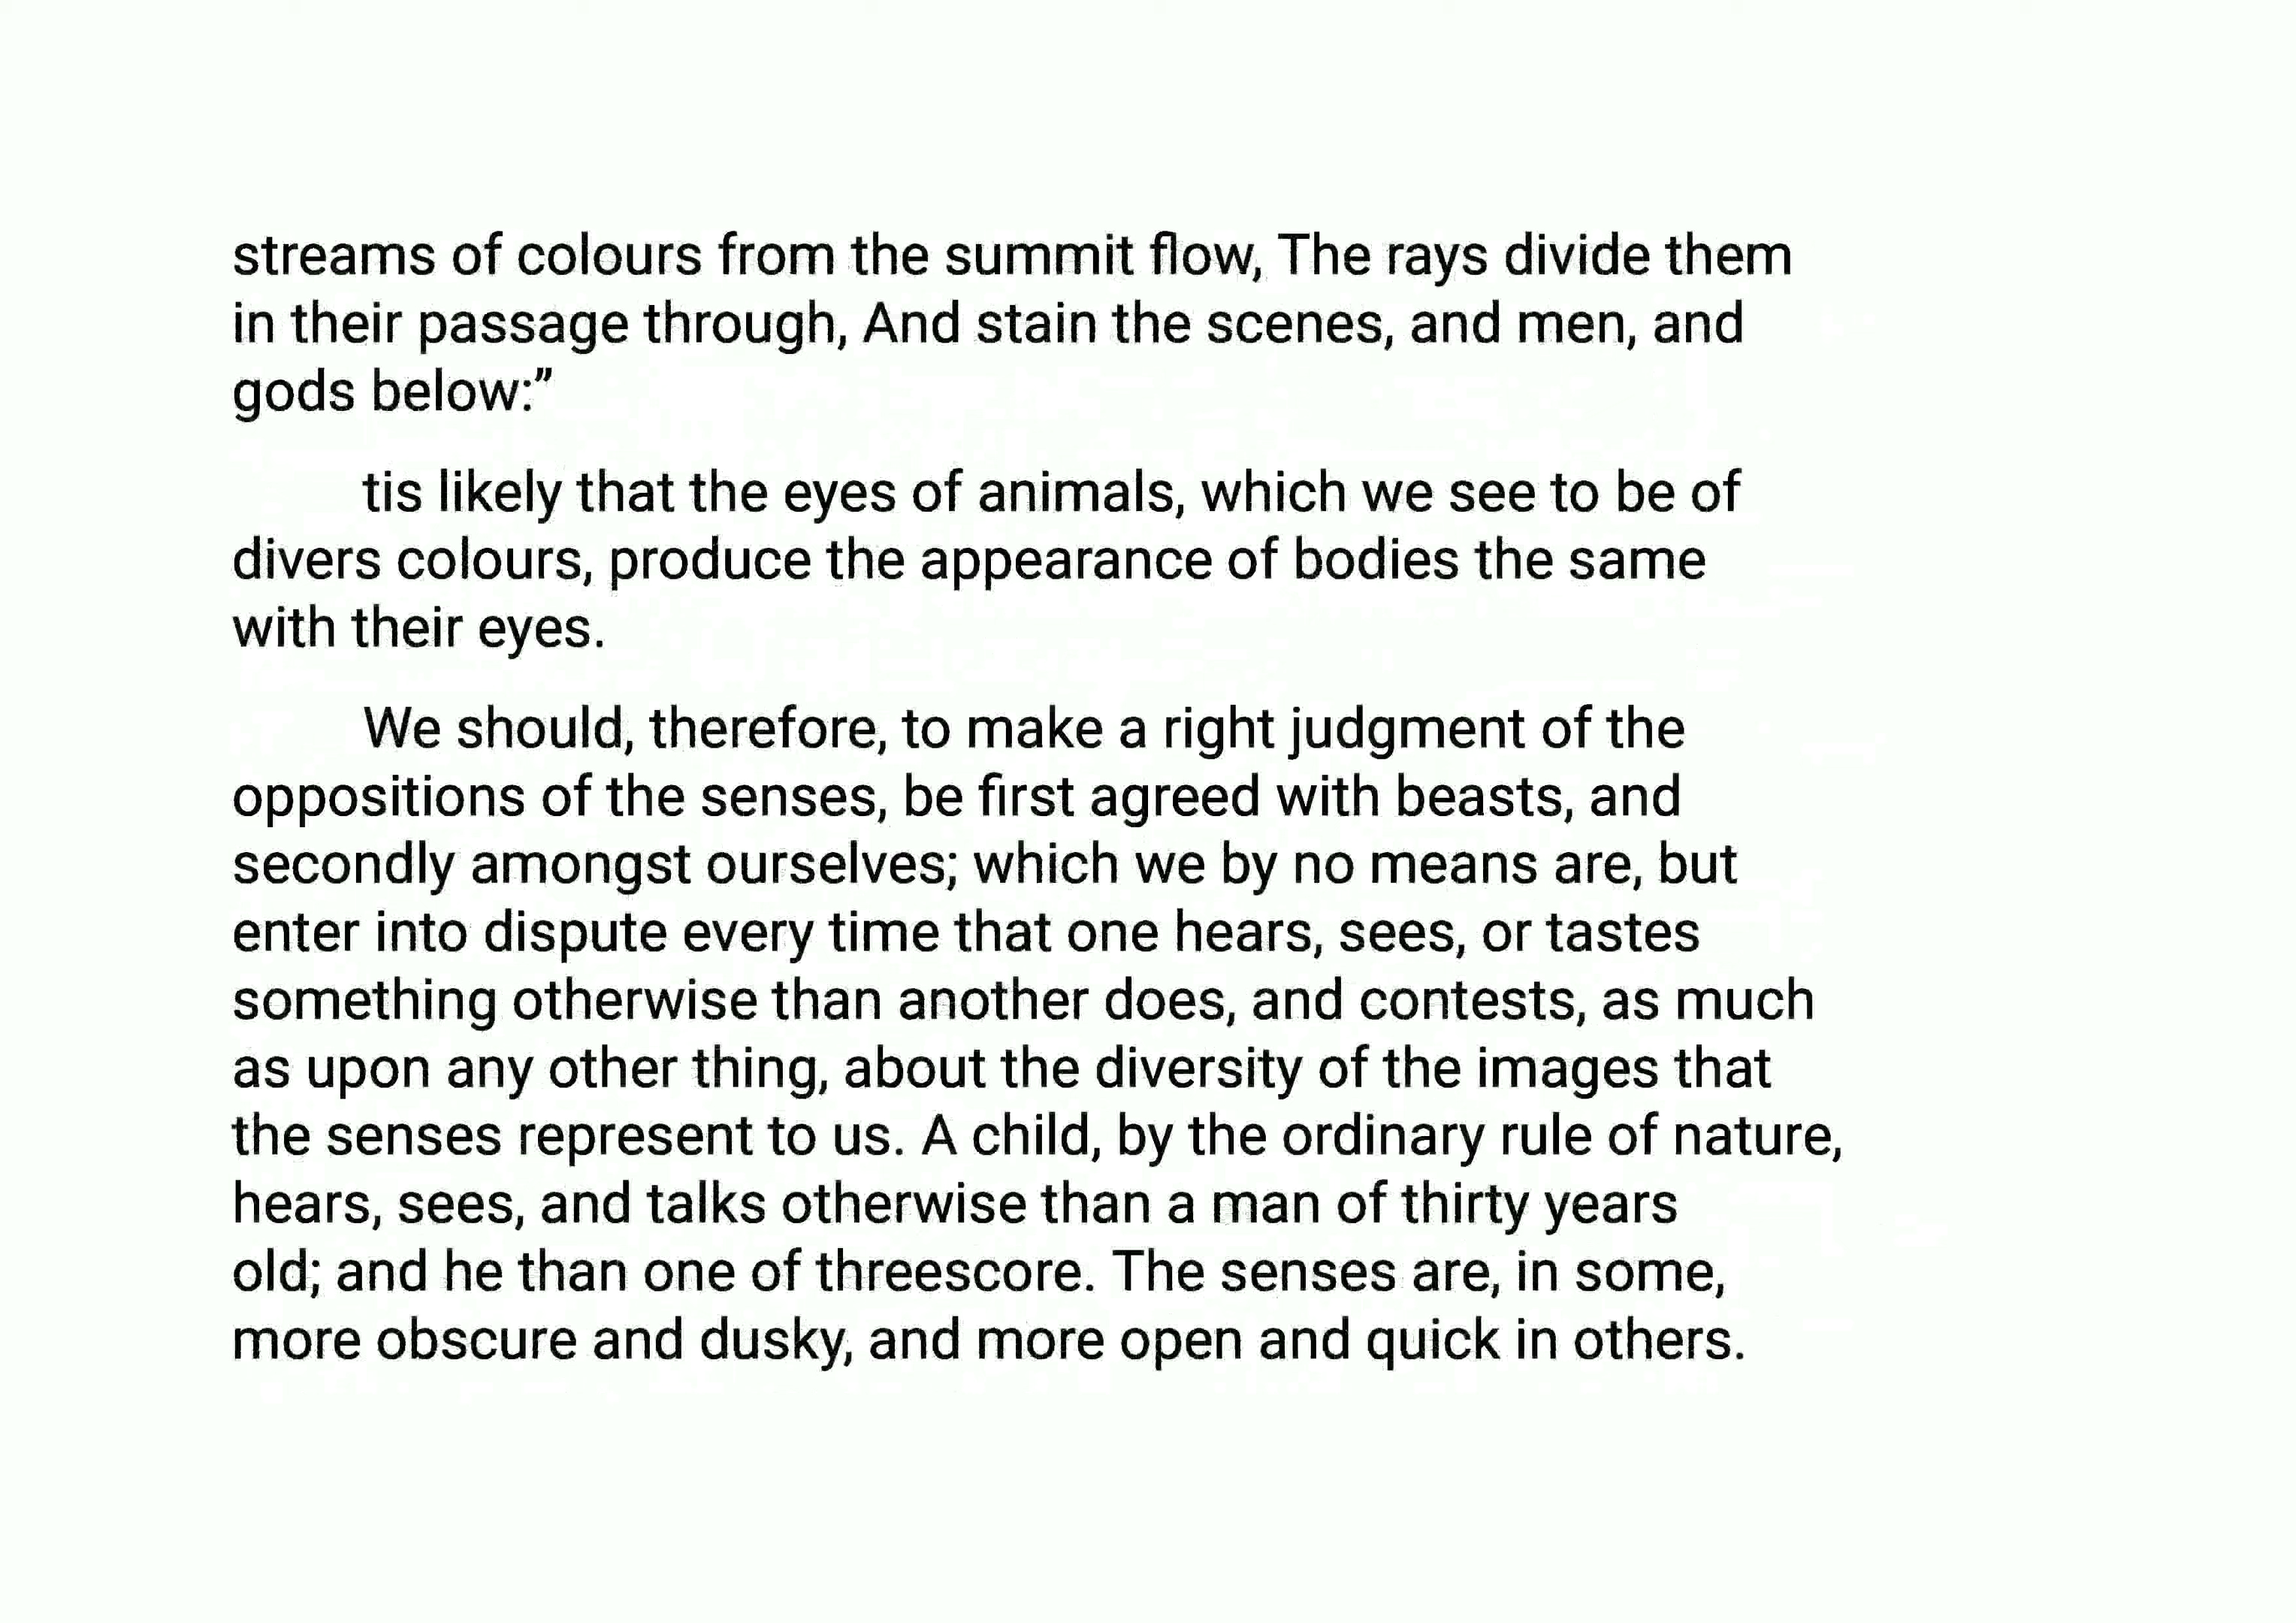 streams of colours from the summit flow, The rays divide them
in their passage through, And stain the scenes, and men, and
gods below:”
tis likely that the eyes of animals, which we see to be of
divers colours, produce the appearance of bodies the same
with their eyes.
We should, therefore, to make a right judgment of the
oppositions of the senses, be first agreed with beasts, and
secondly amongst ourselves; which we by no means are, but
enter into dispute every time that one hears, sees, or tastes
something otherwise than another does, and contests, as much
as upon any other thing, about the diversity of the images that
the senses represent to us. A child, by the ordinary rule of nature,
hears, sees, and talks otherwise than a man of thirty years
old; and he than one of threescore. The senses are, in some,
more obscure and dusky, and more open and quick in others.